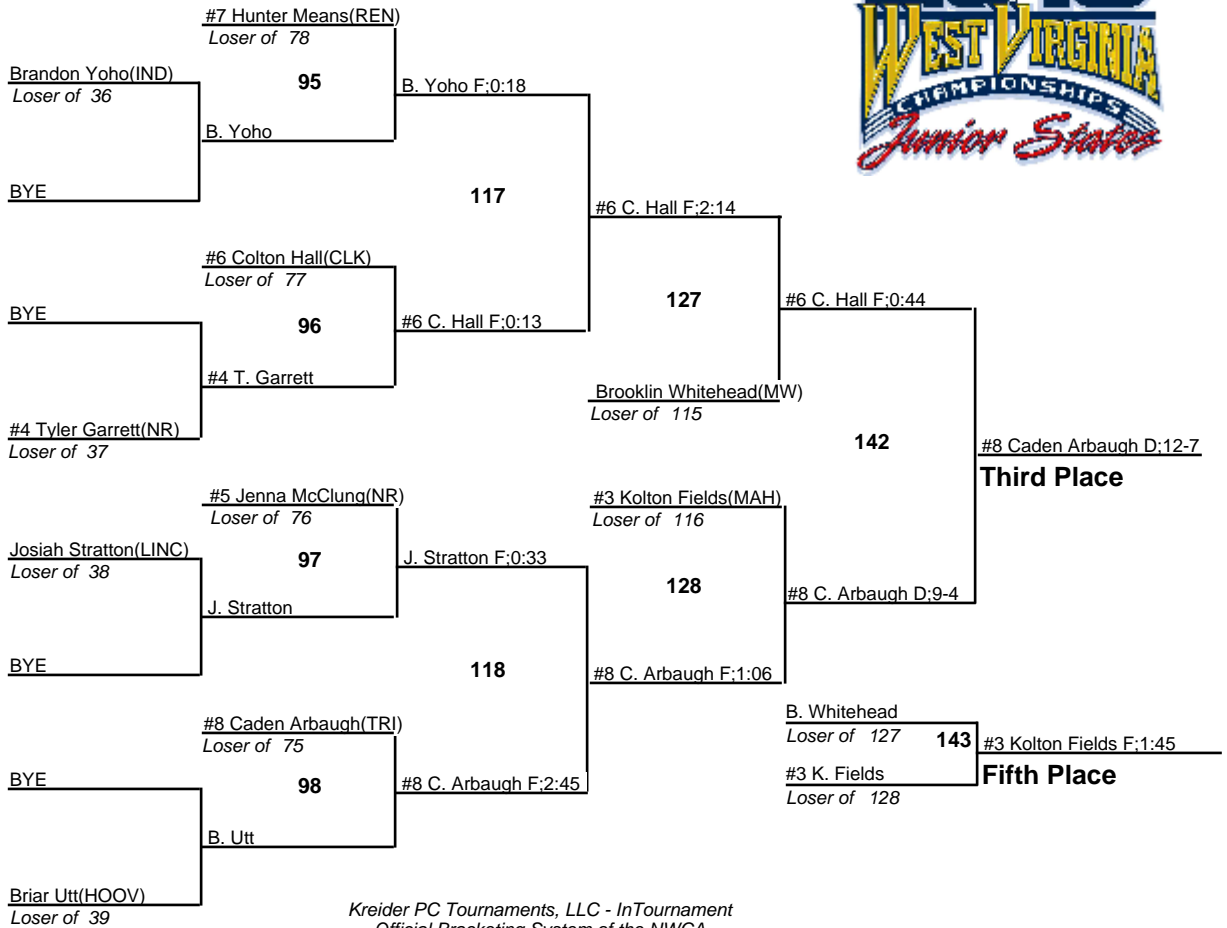 #7 Hunter Means(REN)
Loser of 78
Brandon Yoho(IND)
Loser of 36
95
B. Yoho F;0:18
B. Yoho
BYE
117
#6 C. Hall F;2:14
#6 Colton Hall(CLK)
Loser of 77
BYE
96
#6 C. Hall F;0:13
127
#6 C. Hall F;0:44
#4 T. Garrett
Brooklin Whitehead(MW)
Loser of 115
#4 Tyler Garrett(NR)
Loser of 37
142
#8 Caden Arbaugh D;12-7
Third Place
#5 Jenna McClung(NR)
Loser of 76
#3 Kolton Fields(MAH)
Loser of 116
Josiah Stratton(LINC)
Loser of 38
97
J. Stratton F;0:33
128
#8 C. Arbaugh D;9-4
J. Stratton
BYE
118
#8 C. Arbaugh F;1:06
#8 Caden Arbaugh(TRI)
Loser of 75
B. Whitehead
Loser of 127
143
#3 Kolton Fields F;1:45
Fifth Place
BYE
98
#8 C. Arbaugh F;2:45
#3 K. Fields
Loser of 128
B. Utt
Briar Utt(HOOV)
Loser of 39
Kreider PC Tournaments, LLC - InTournament
Official Bracketing System of the NWCA
WEST VIRGINIA
CHAMPIONSHIPS
Junior States